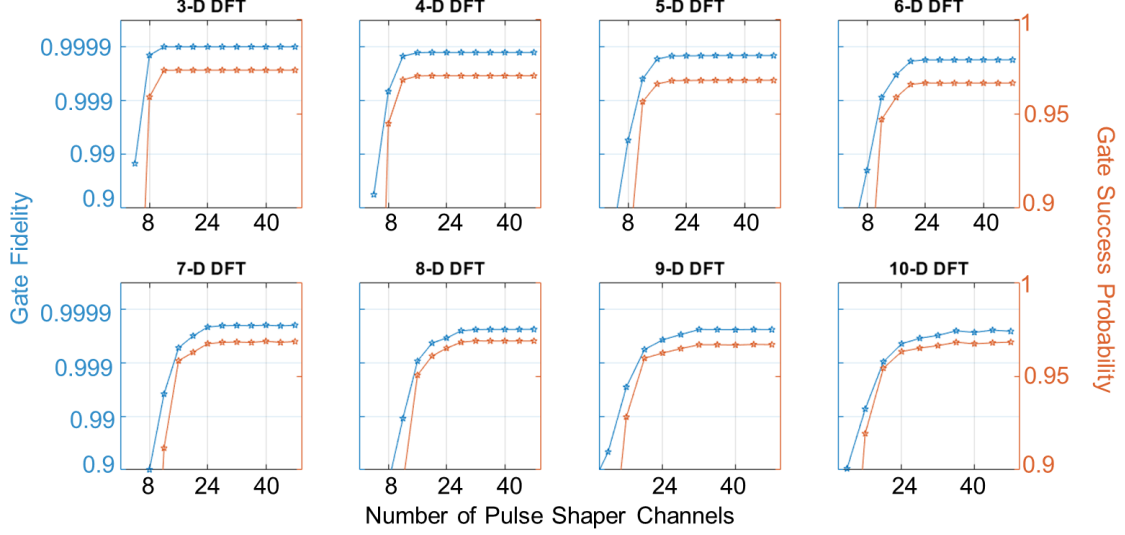 3-D DFT 4-D DFT 5-D DFT 6-D DFT
0.9999
0.999
0.99
0.9
1
0.95
0.9
8 24 40 8 24 40 8 24 40 8 24 40
7-D DFT 8-D DFT 9-D DFT 10-D DFT
0.9999
0.999
0.99
0.9
1
0.95
0.9
8 24 40 8 24 40 24 40 24 40
Gate Fidelity
Gate Success Probability
Number of Pulse Shaper Channels